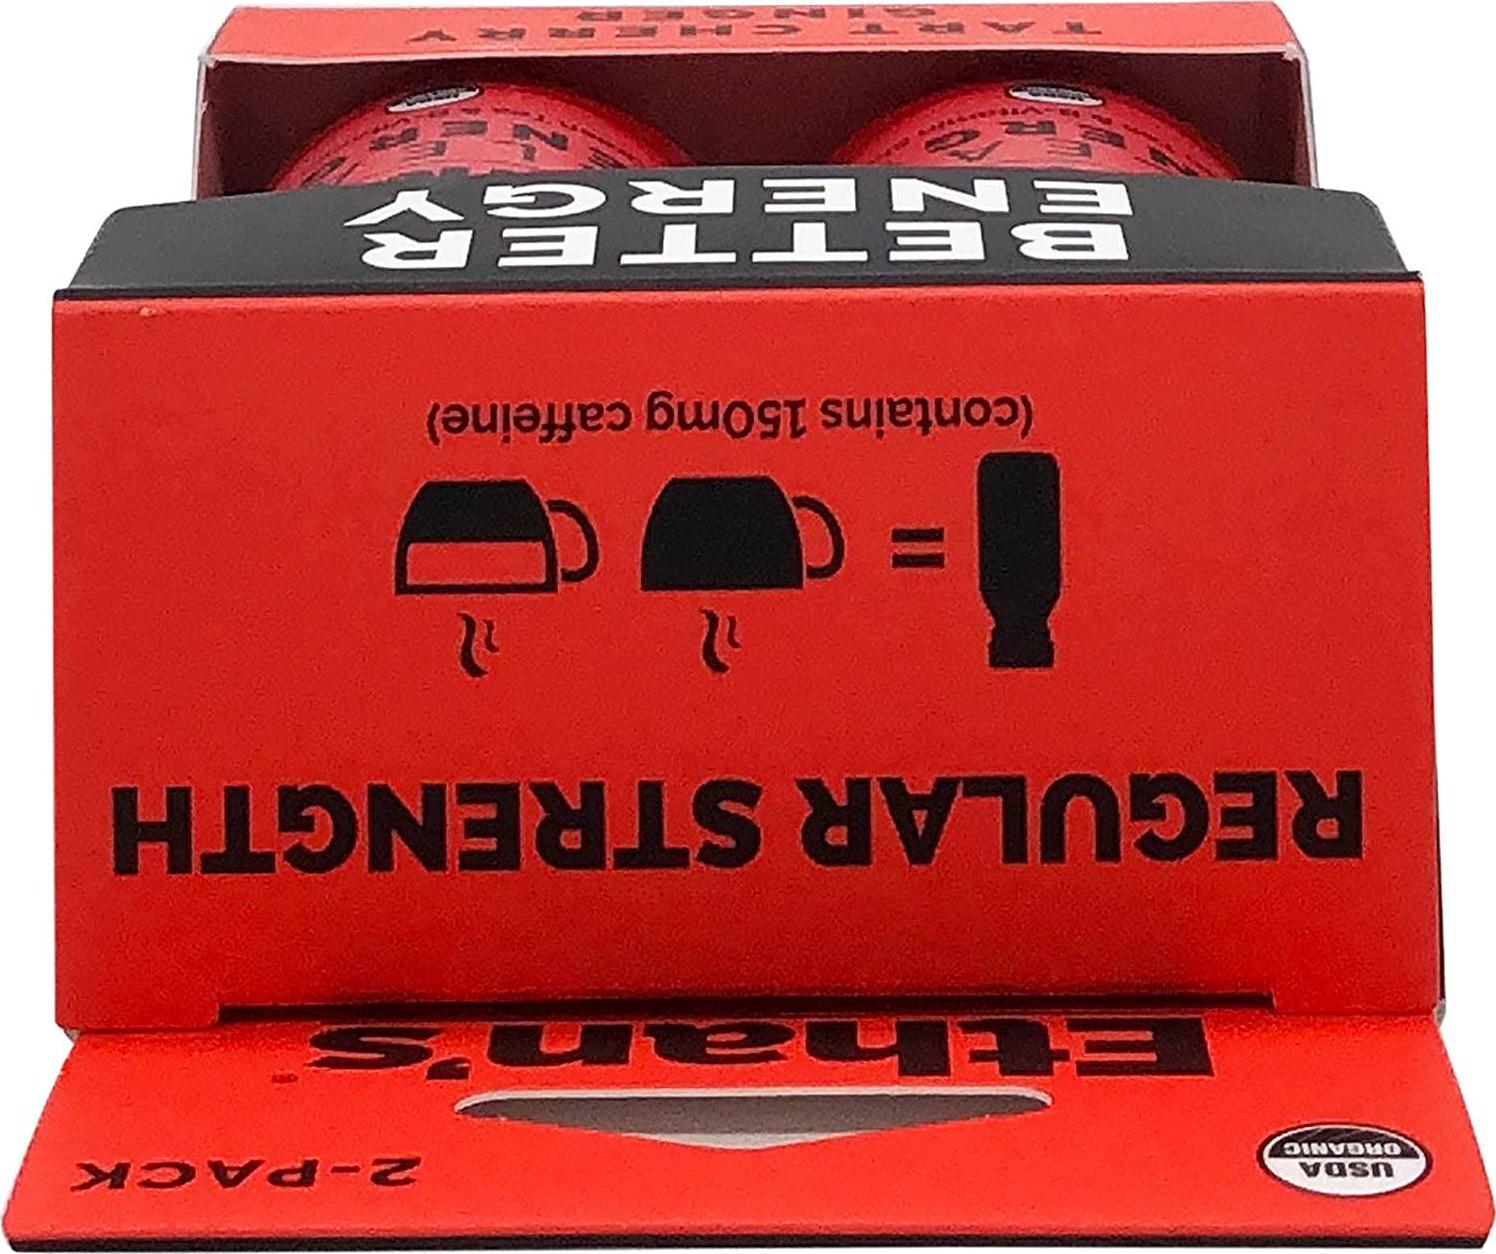 2-PACK
USDA
ORGANIC
Ethan's
REGULAR STRENGTH
=
(contains 150mg caffeine)
BETTER
ENERGY
TART CHERRY
GINGER